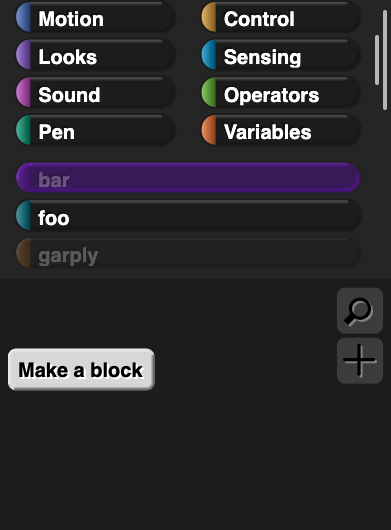 Motion
Control
Looks
Sensing
Sound
Operators
Pen
Variables
bar
foo
garply
Make a block